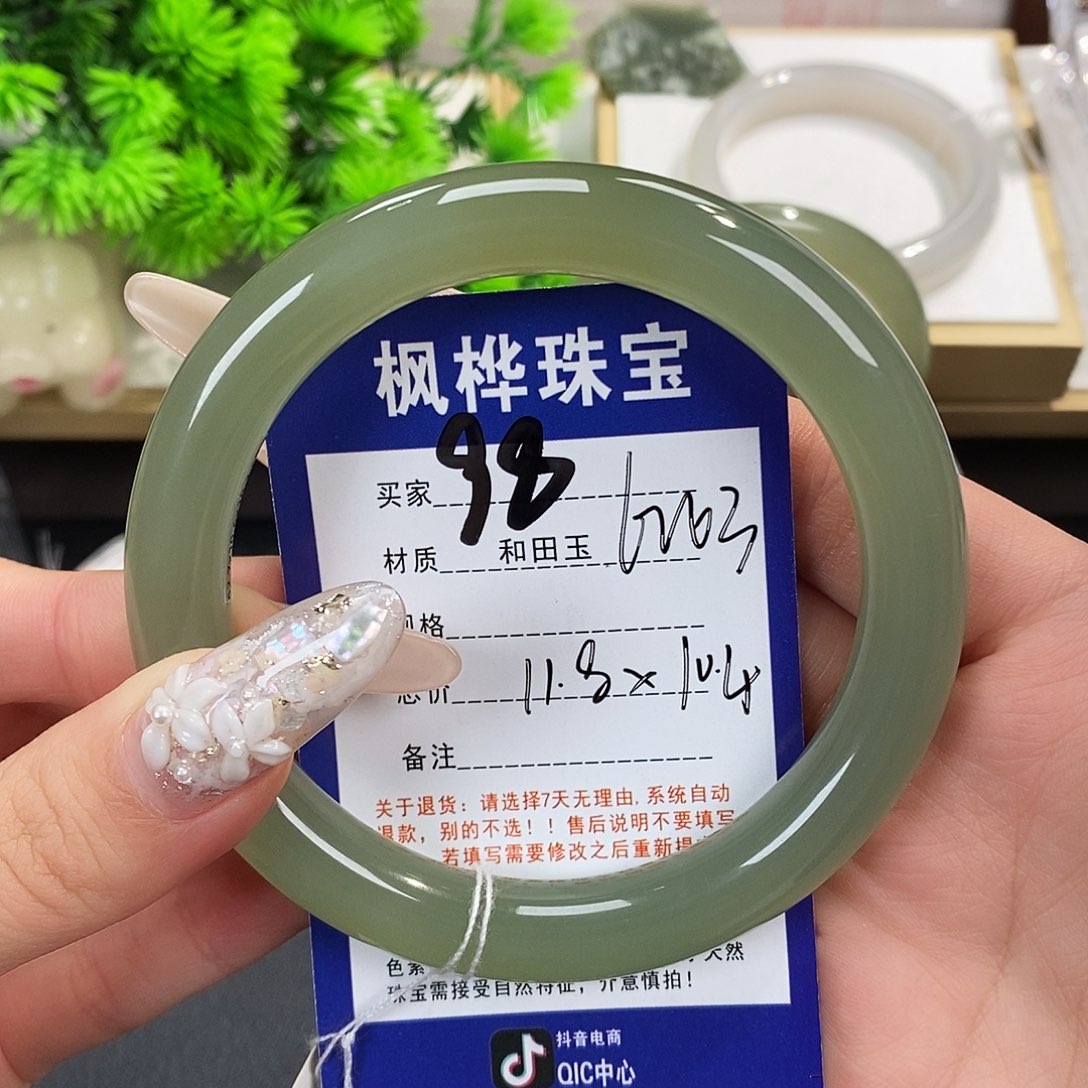 枫桦珠宝
买家 98
材质 和田玉
格
总价 11.8×10.4
备注
关于退货：请选择7天无理由，系统自动
退款，别的不选！！售后说明不要填写
若填写需要修改之后重新提
色
天然
珠宝需接受自然特征，介意慎拍！
抖音电商
QIC中心